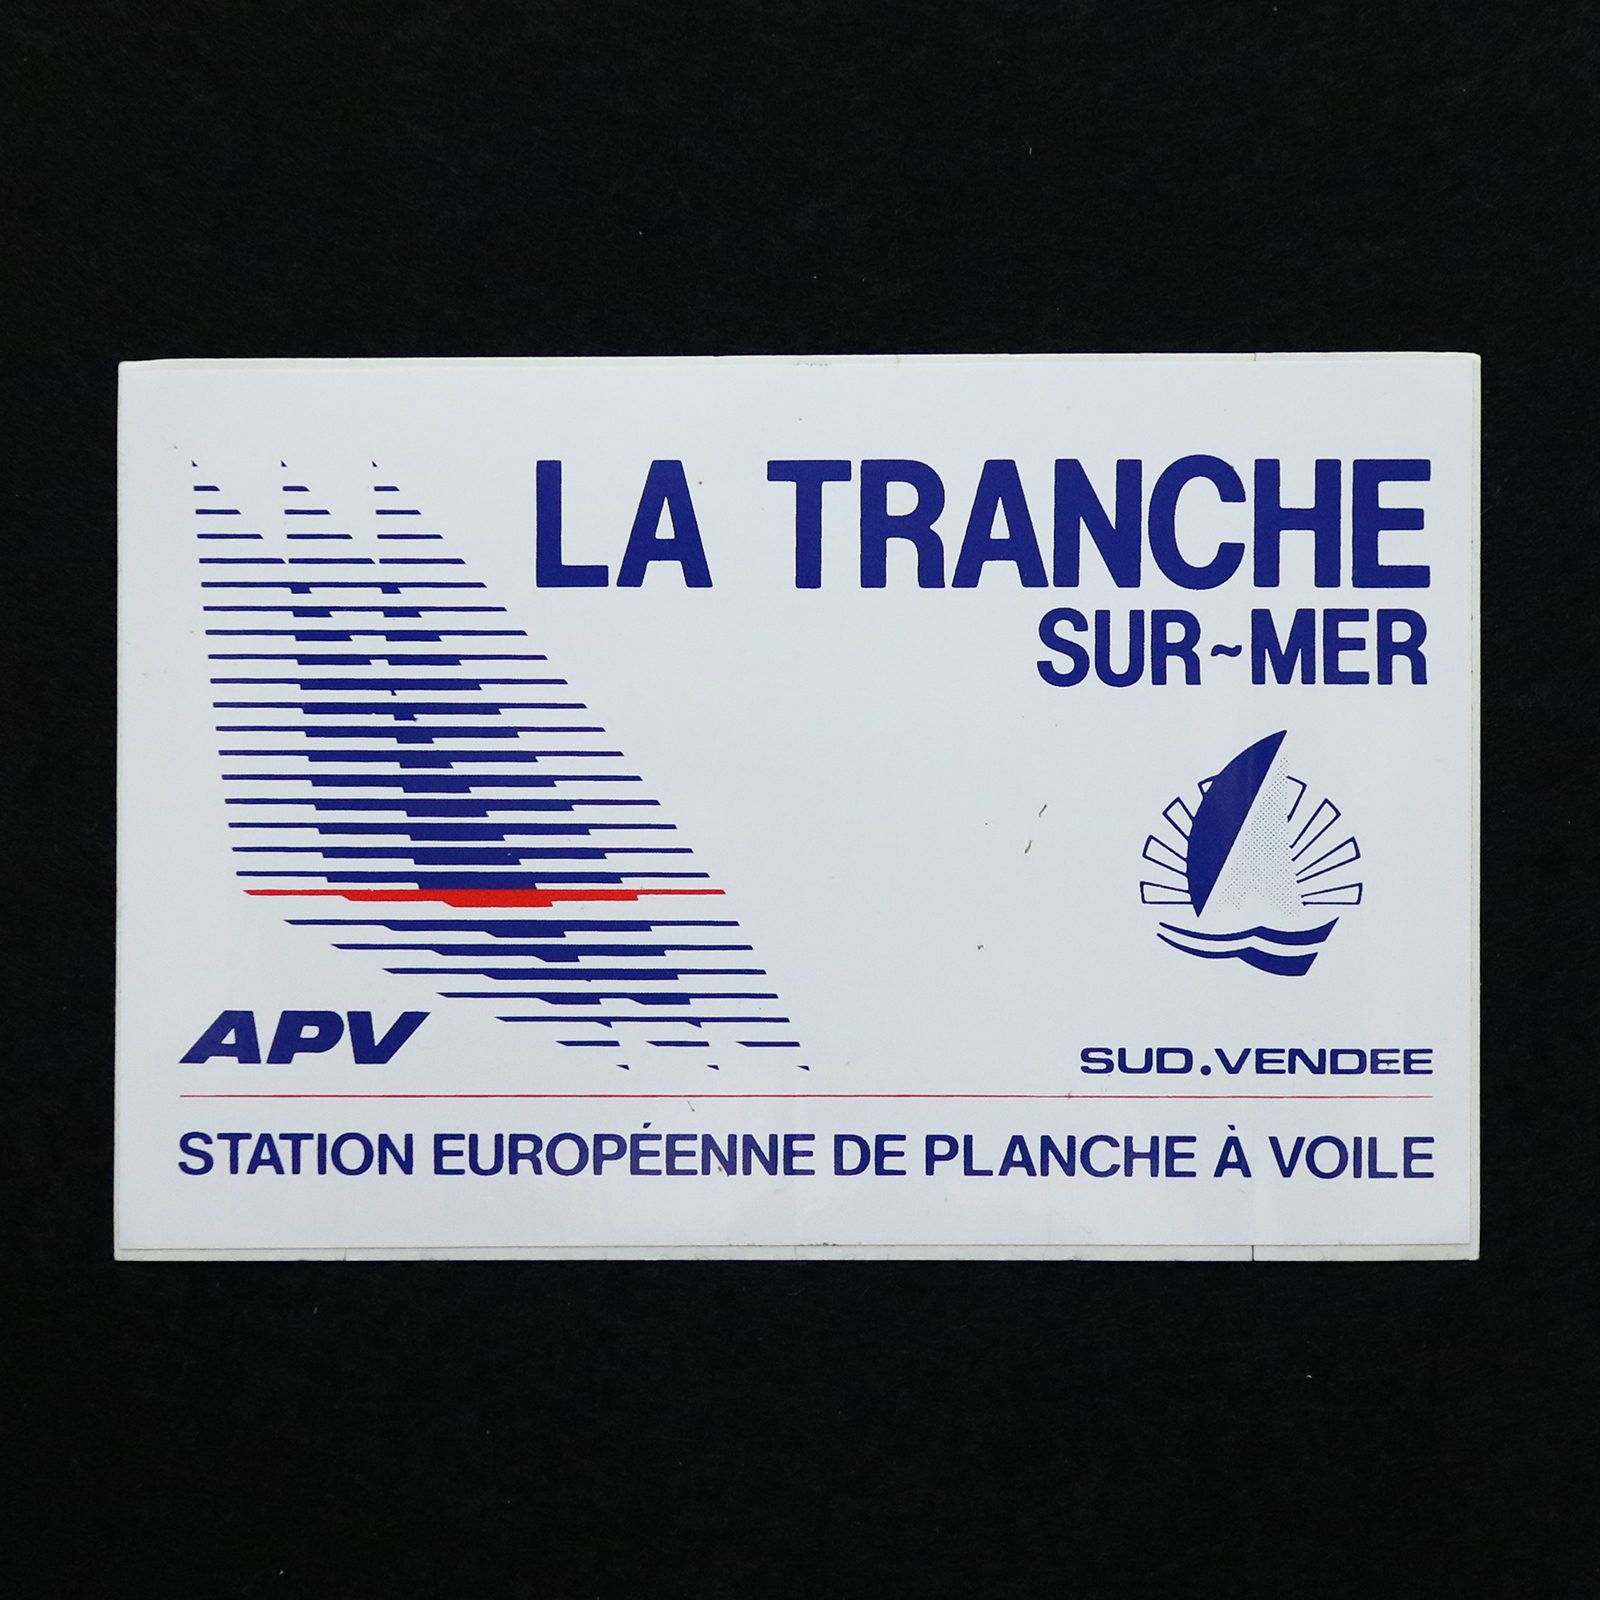 LA TRANCHE
SUR~MER
APV
SUD.VENDEE
STATION EUROPÉENNE DE PLANCHE À VOILE